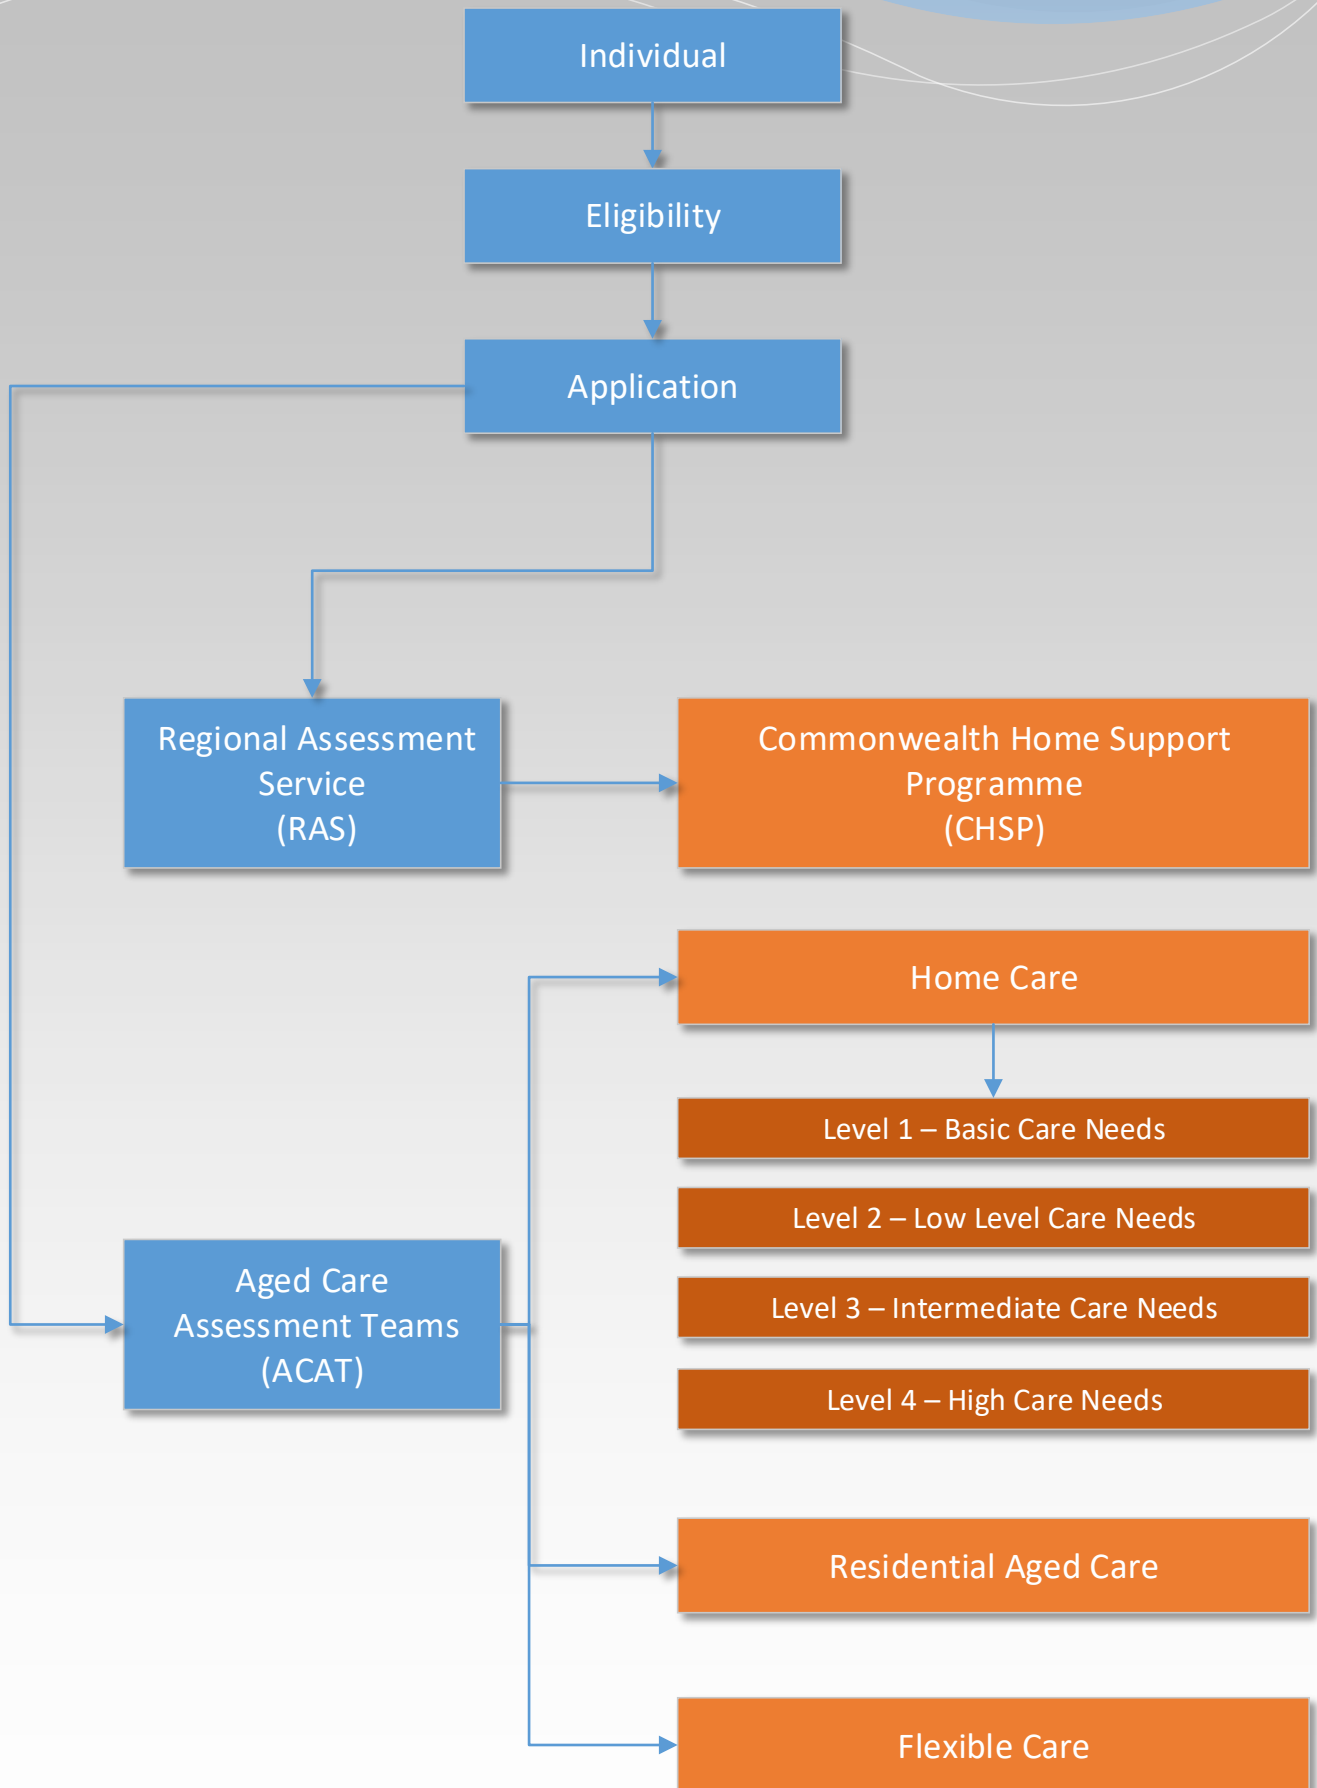 Individual
Eligibility
Application
Regional Assessment
Service
(RAS)
Commonwealth Home Support
Programme
(CHSP)
Home Care
Level 1 – Basic Care Needs
Level 2 – Low Level Care Needs
Level 3 – Intermediate Care Needs
Level 4 – High Care Needs
Aged Care
Assessment Teams
(ACAT)
Residential Aged Care
Flexible Care